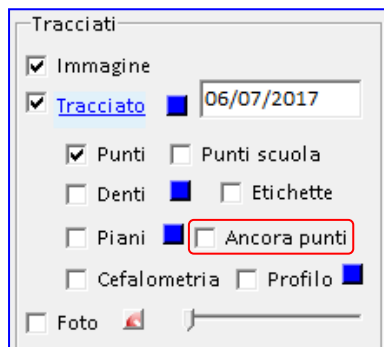 Tracciati
Immagine
Tracciato 06/07/2017
Punti Punti scuola
Denti Etichette
Piani Ancora punti
Cefalometria Profilo
Foto